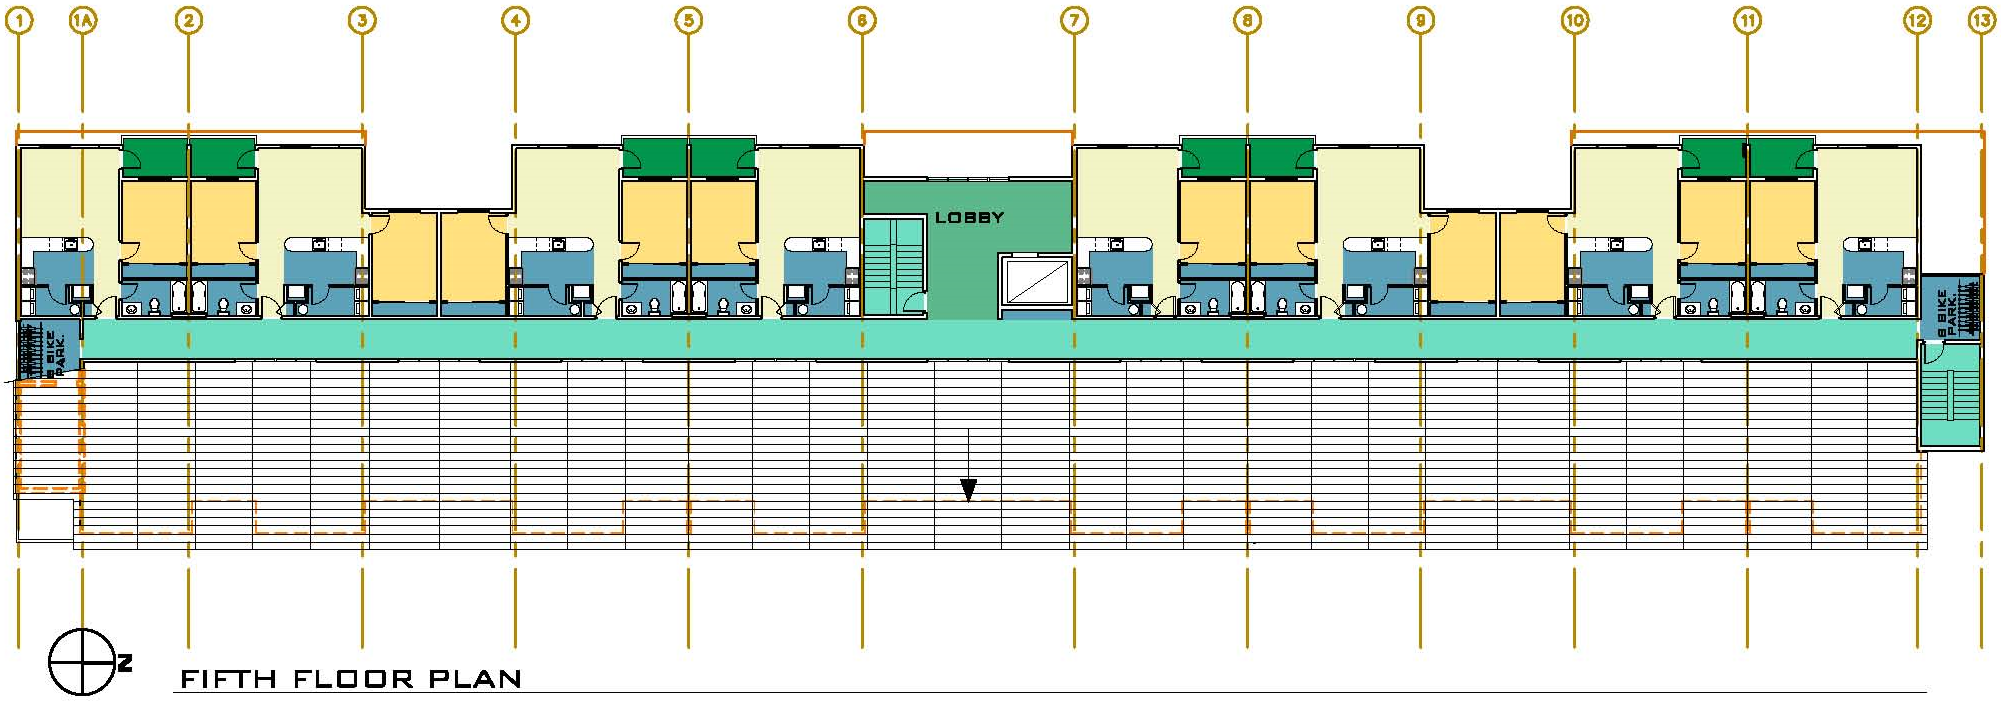 1 1A 2 3 4 5 6 7 8 9 10 11 12 13
LOBBY
8 BIKE
PARK.
8 BIKE
PARK.
N
FIFTH FLOOR PLAN